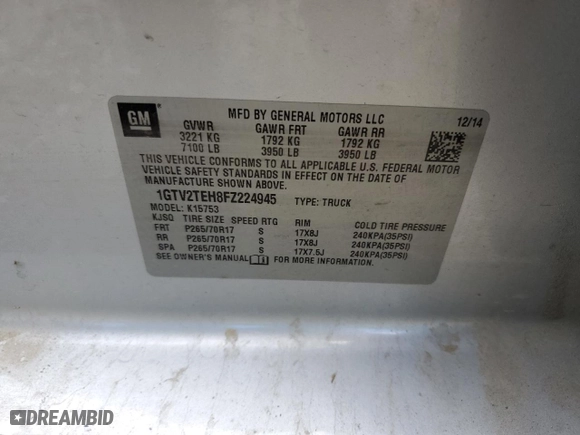 GM
MFD BY GENERAL MOTORS LLC
12/14
GVWR GAWR FRT GAWR RR
3221 KG 1792 KG 1792 KG
7100 LB 3950 LB 3950 LB
THIS VEHICLE CONFORMS TO ALL APPLICABLE U.S. FEDERAL MOTOR
VEHICLE SAFETY STANDARDS IN EFFECT ON THE DATE OF
MANUFACTURE SHOWN ABOVE.
1GTV2TEH8FZ224945 TYPE: TRUCK
MODEL: K15753
KJSQ TIRE SIZE SPEED RTG RIM COLD TIRE PRESSURE
FRT P265/70R17 S 17X8J 240KPA(35PSI)
RR P265/70R17 S 17X8J 240KPA(35PSI)
SPA P265/70R17 S 17X7.5J 240KPA(35PSI)
SEE OWNER'S MANUAL FOR MORE INFORMATION.
DREAMBID